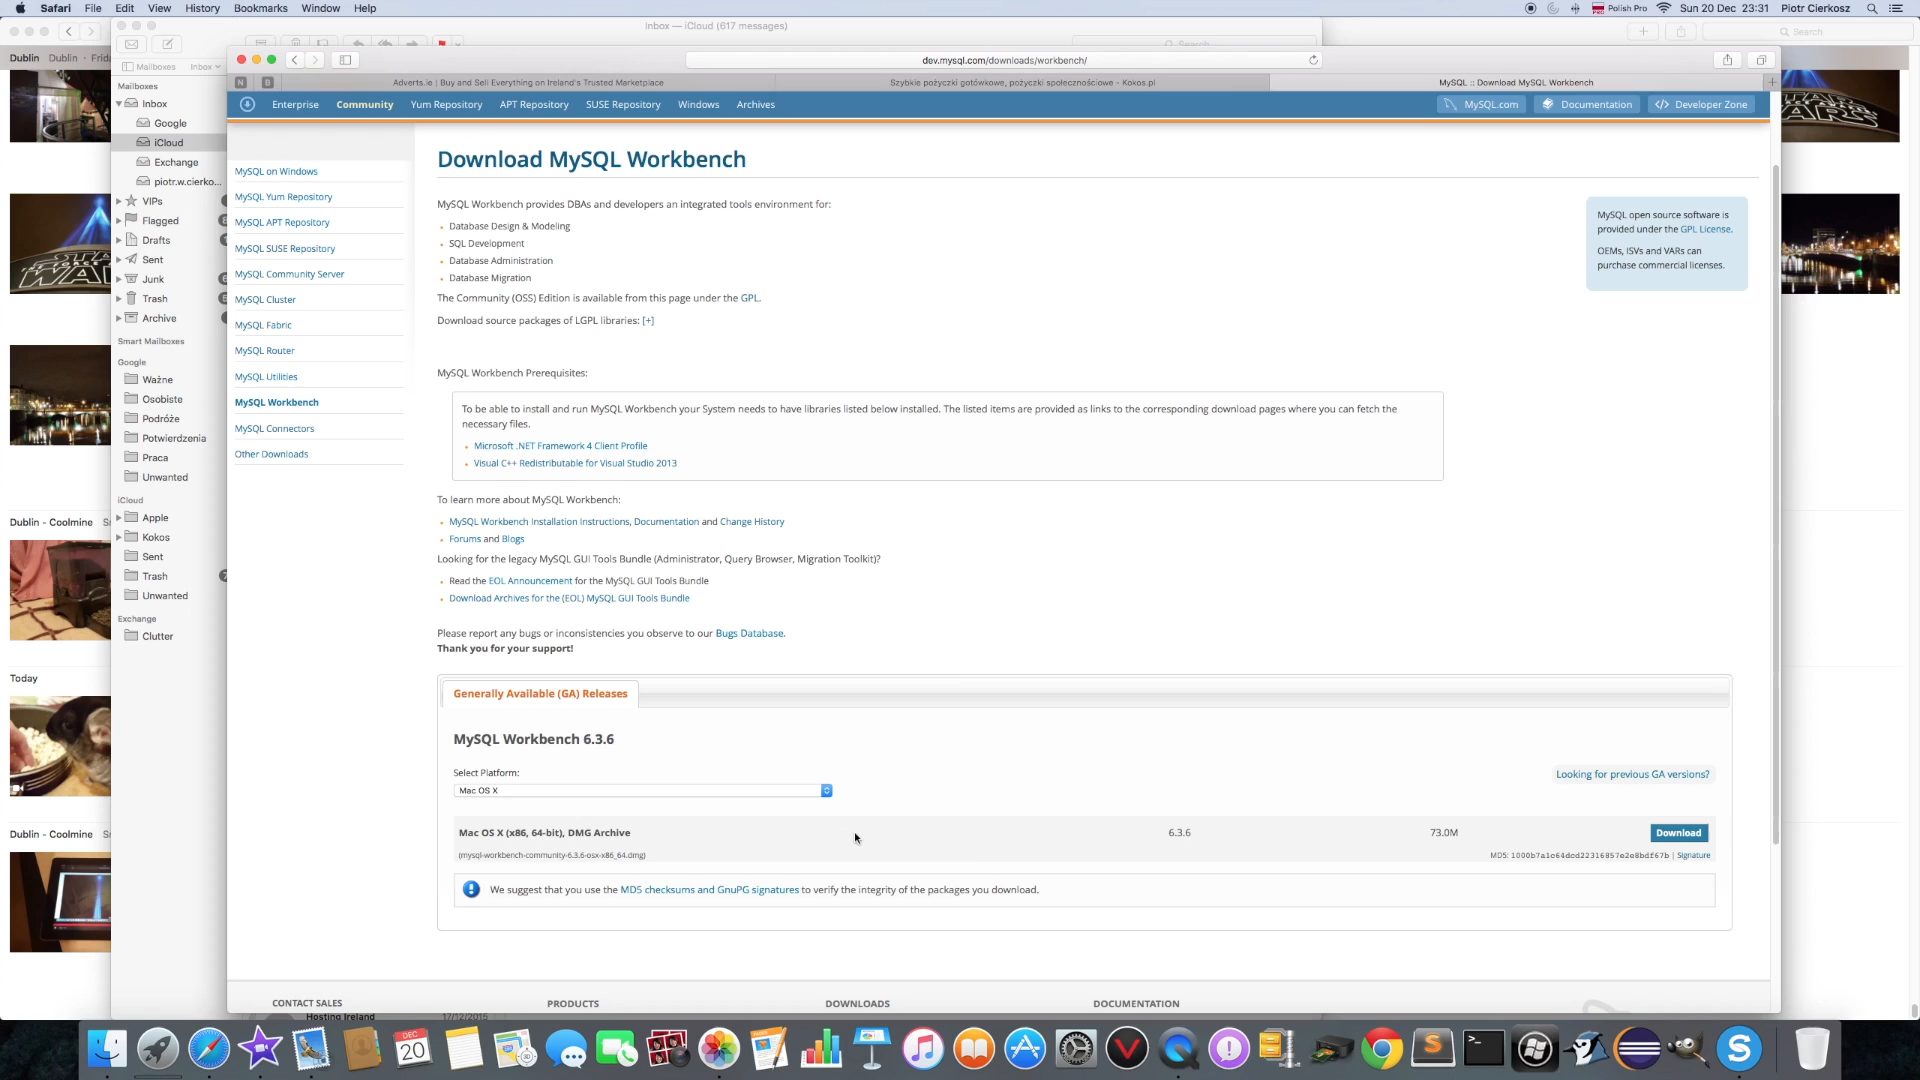 Safari File Edit View History Bookmarks Window Help
Polish Pro Sun 20 Dec 23:31 Piotr Cierkosz
Inbox — iCloud (617 messages)
Search
Search
Dublin Dublin · Frid
Mailboxes Inbox
dev.mysql.com/downloads/workbench/
N B Adverts.ie | Buy and Sell Everything on Ireland's Trusted Marketplace Szybkie pożyczki gotówkowe, pożyczki społecznościowe - Kokos.pl MySQL :: Download MySQL Workbench
Enterprise Community Yum Repository APT Repository SUSE Repository Windows Archives MySQL.com Documentation Developer Zone
Mailboxes
Inbox
Google
iCloud
Exchange
piotr.w.cierko...
VIPs
Flagged
Drafts
Sent
Junk
Trash
Archive
Smart Mailboxes
Google
Ważne
Osobiste
Podróże
Potwierdzenia
Praca
Unwanted
iCloud
Apple
Kokos
Sent
Trash
7
Unwanted
Exchange
Clutter
Dublin - Coolmine
Today
Dublin - Coolmine
MySQL on Windows
MySQL Yum Repository
MySQL APT Repository
MySQL SUSE Repository
MySQL Community Server
MySQL Cluster
MySQL Fabric
MySQL Router
MySQL Utilities
MySQL Workbench
MySQL Connectors
Other Downloads
Download MySQL Workbench
MySQL Workbench provides DBAs and developers an integrated tools environment for:
Database Design & Modeling
SQL Development
Database Administration
Database Migration
The Community (OSS) Edition is available from this page under the GPL.
Download source packages of LGPL libraries: [+]
MySQL open source software is
provided under the GPL License.
OEMs, ISVs and VARs can
purchase commercial licenses.
MySQL Workbench Prerequisites:
To be able to install and run MySQL Workbench your System needs to have libraries listed below installed. The listed items are provided as links to the corresponding download pages where you can fetch the
necessary files.
Microsoft .NET Framework 4 Client Profile
Visual C++ Redistributable for Visual Studio 2013
To learn more about MySQL Workbench:
MySQL Workbench Installation Instructions, Documentation and Change History
Forums and Blogs
Looking for the legacy MySQL GUI Tools Bundle (Administrator, Query Browser, Migration Toolkit)?
Read the EOL Announcement for the MySQL GUI Tools Bundle
Download Archives for the (EOL) MySQL GUI Tools Bundle
Please report any bugs or inconsistencies you observe to our Bugs Database.
Thank you for your support!
Generally Available (GA) Releases
MySQL Workbench 6.3.6
Select Platform:
Mac OS X
Looking for previous GA versions?
Mac OS X (x86, 64-bit), DMG Archive 6.3.6 73.0M Download
(mysql-workbench-community-6.3.6-osx-x86_64.dmg) MD5: 1000b7a1c64dcd22316857e2e8bdf67b | Signature
We suggest that you use the MD5 checksums and GnuPG signatures to verify the integrity of the packages you download.
CONTACT SALES PRODUCTS DOWNLOADS DOCUMENTATION
Hosting Ireland 17/12/2015
DEC
20